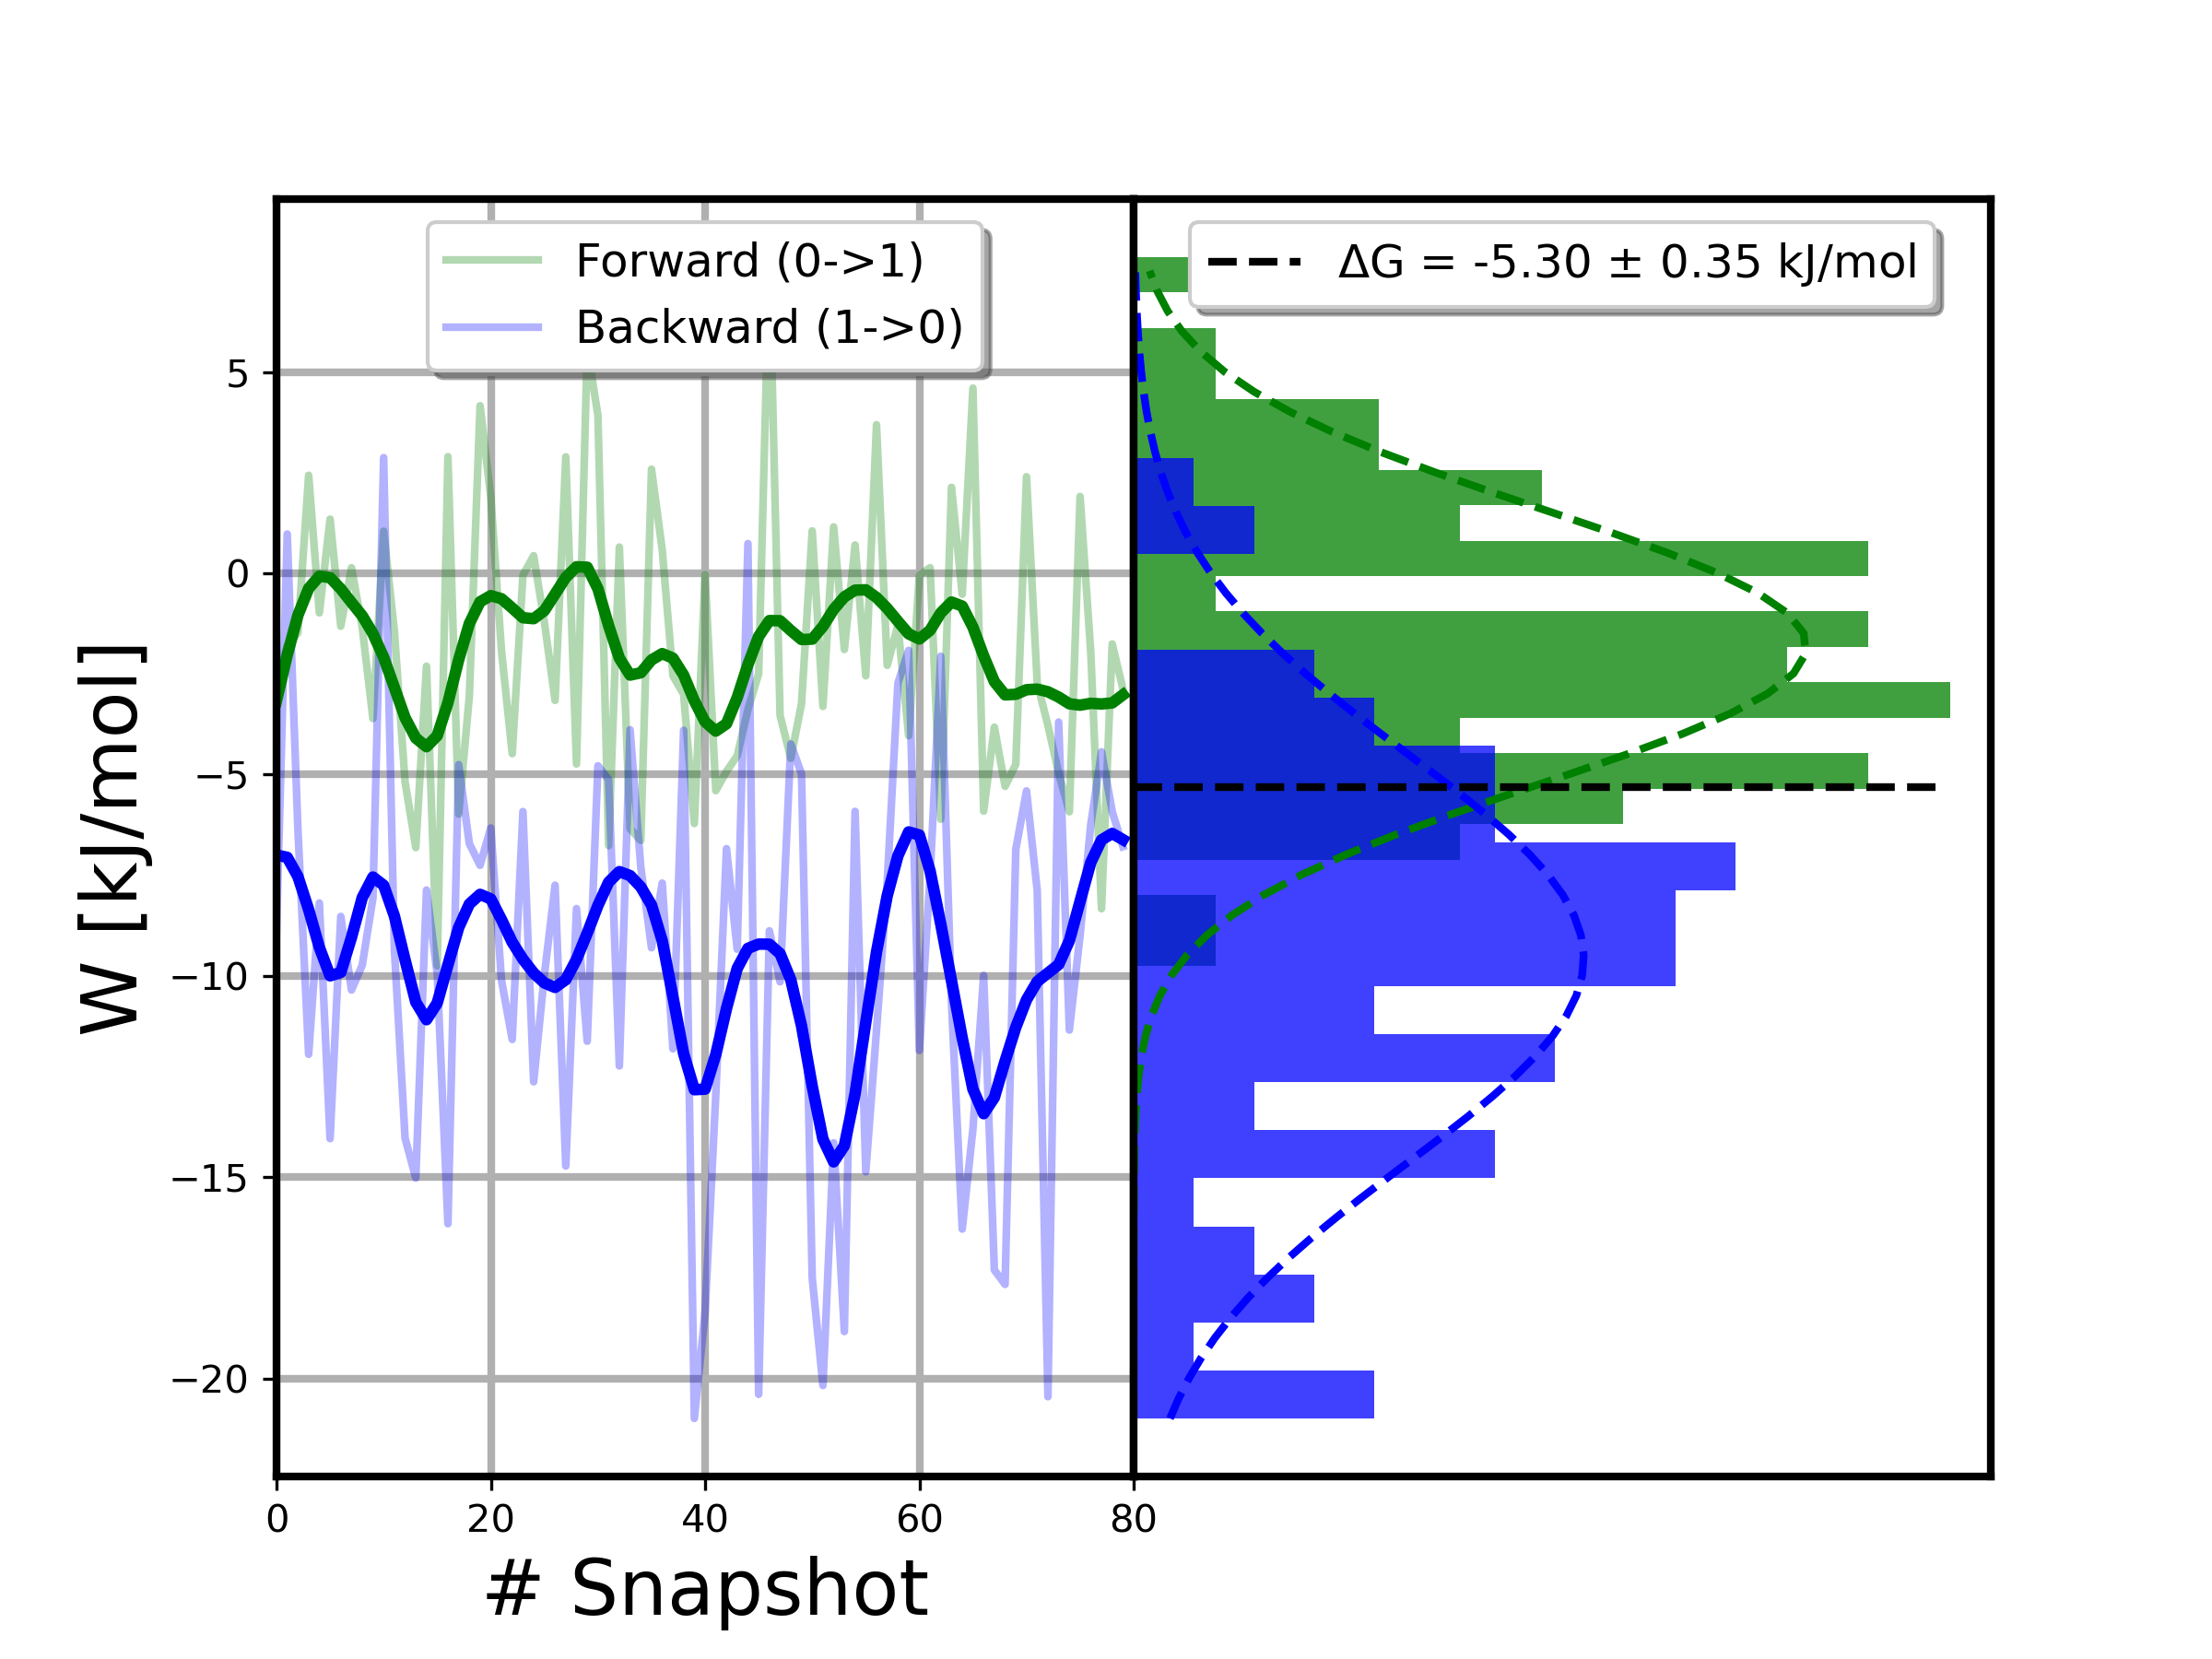 Forward (0->1)
Backward (1->0)
ΔG = -5.30 ± 0.35 kJ/mol
5
0
−5
−10
−15
−20
W [kJ/mol]
0 20 40 60 80
# Snapshot